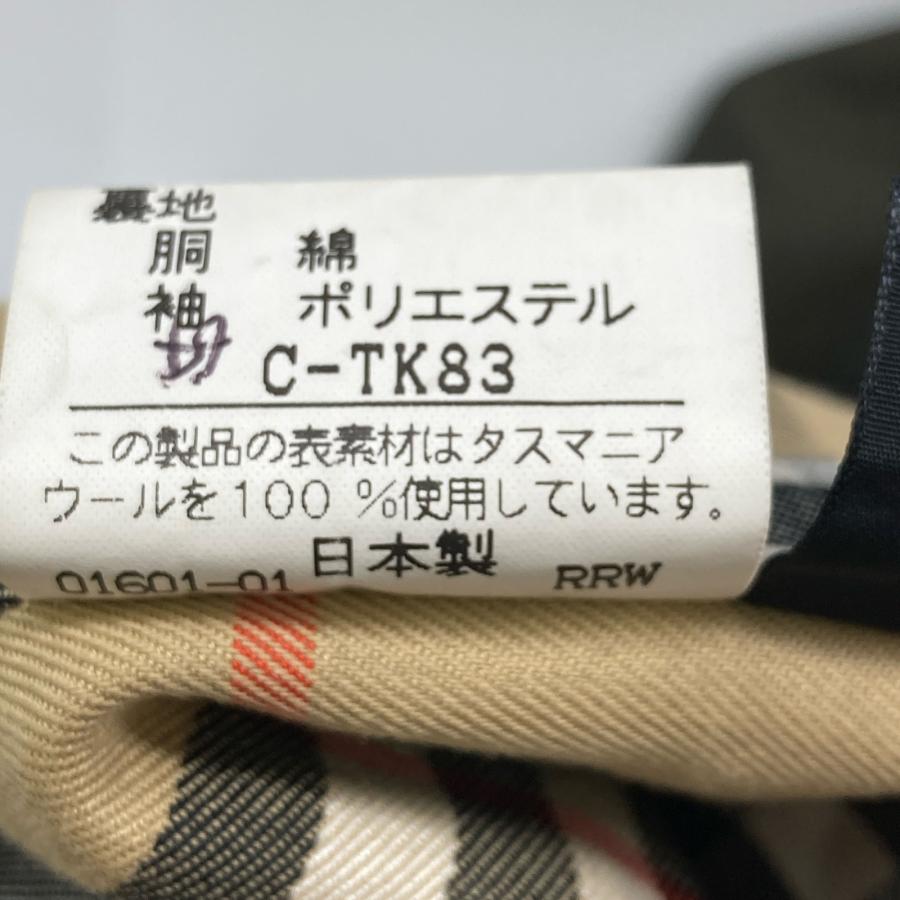 裏地
胴 綿
袖 ポリエステル
C-TK83
この製品の表素材はタスマニア
ウールを100 %使用しています。
日本製
01601-01 RRW